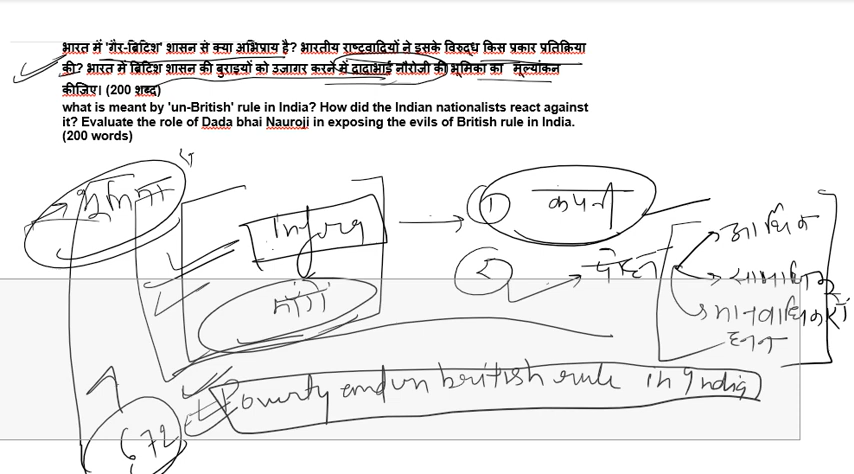 भारत में 'गैर-ब्रिटिश' शासन से क्या अभिप्राय है? भारतीय राष्ट्रवादियों ने इसके विरुद्ध किस प्रकार प्रतिक्रिया
की? भारत में ब्रिटिश शासन की बुराइयों को उजागर करने में दादाभाई नौरोजी की भूमिका का मूल्यांकन
कीजिए। (200 शब्द)
what is meant by 'un-British' rule in India? How did the Indian nationalists react against
it? Evaluate the role of Dada bhai Nauroji in exposing the evils of British rule in India.
(200 words)
भूमिका
① कंपनी
आर्थिक
२
Poverty and un british rule in India